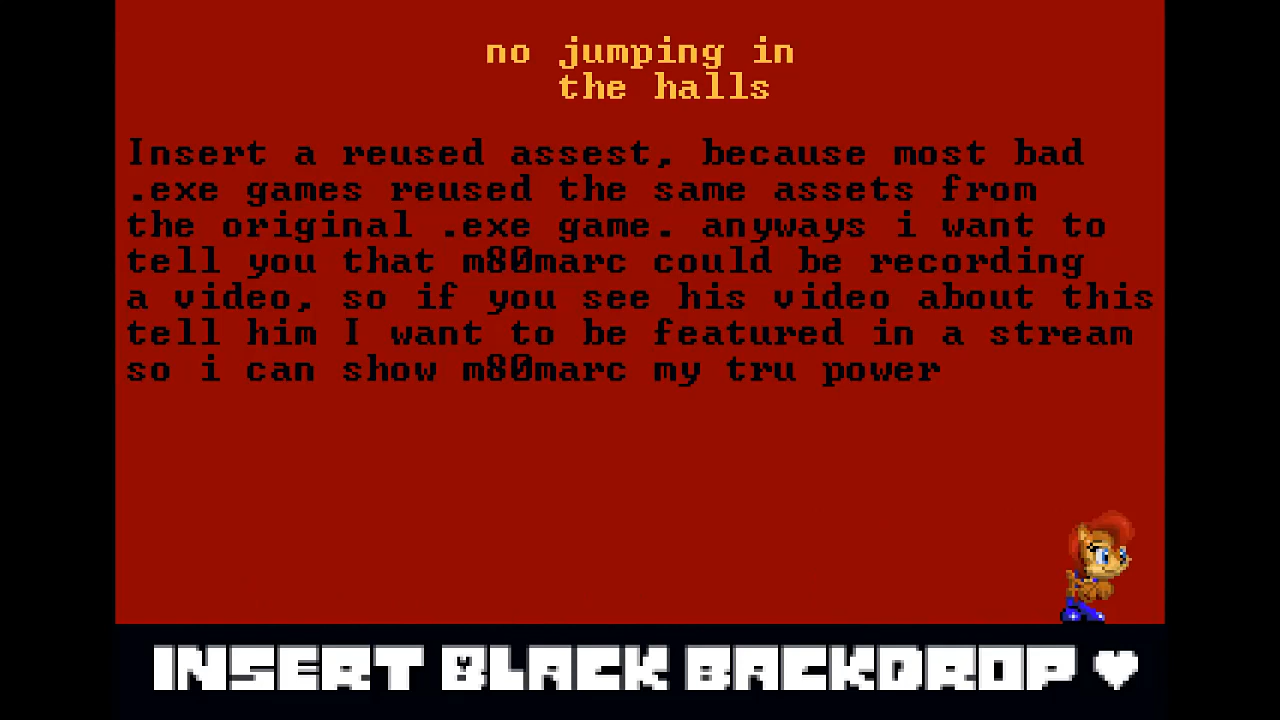 no jumping in
the halls
Insert a reused assest, because most bad
.exe games reused the same assets from
the original .exe game. anyways i want to
tell you that m80marc could be recording
a video, so if you see his video about this
tell him I want to be featured in a stream
so i can show m80marc my tru power
INSERT BLACK BACKDROP ♥